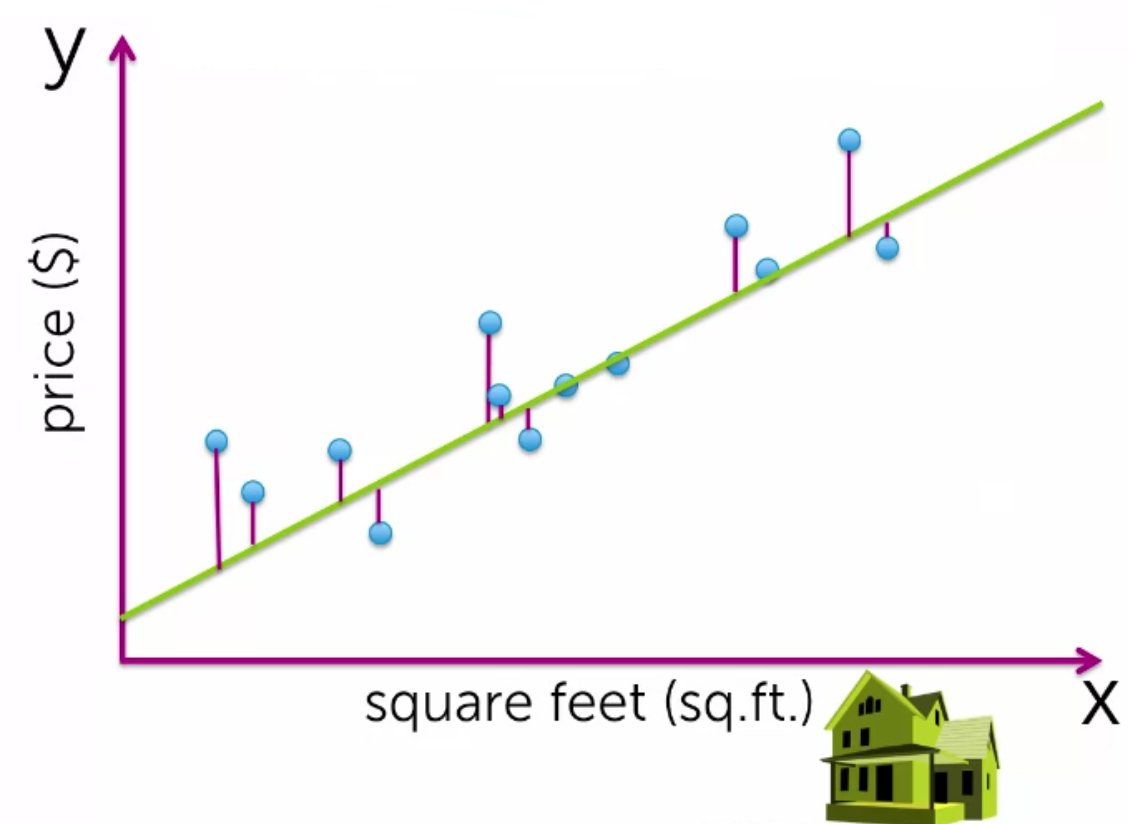 y
price ($)
square feet (sq.ft.)
x